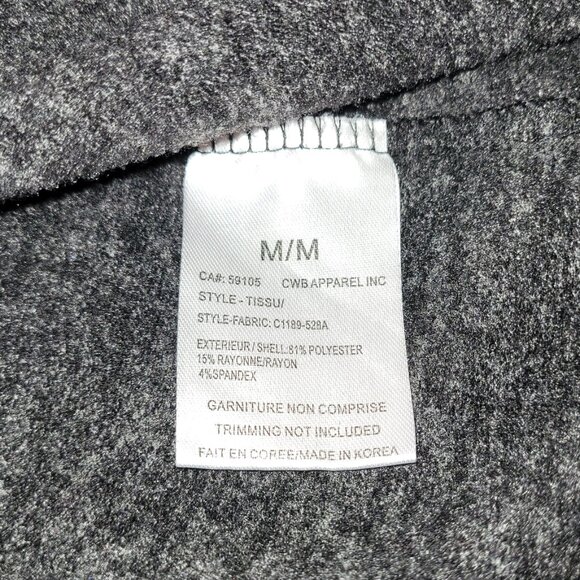 M/M
CA#: 59105 CWB APPAREL INC
STYLE - TISSU/
STYLE-FABRIC: C1189-528A
EXTERIEUR / SHELL:81% POLYESTER
15% RAYONNE/RAYON
4%SPANDEX
GARNITURE NON COMPRISE
TRIMMING NOT INCLUDED
FAIT EN COREE/MADE IN KOREA